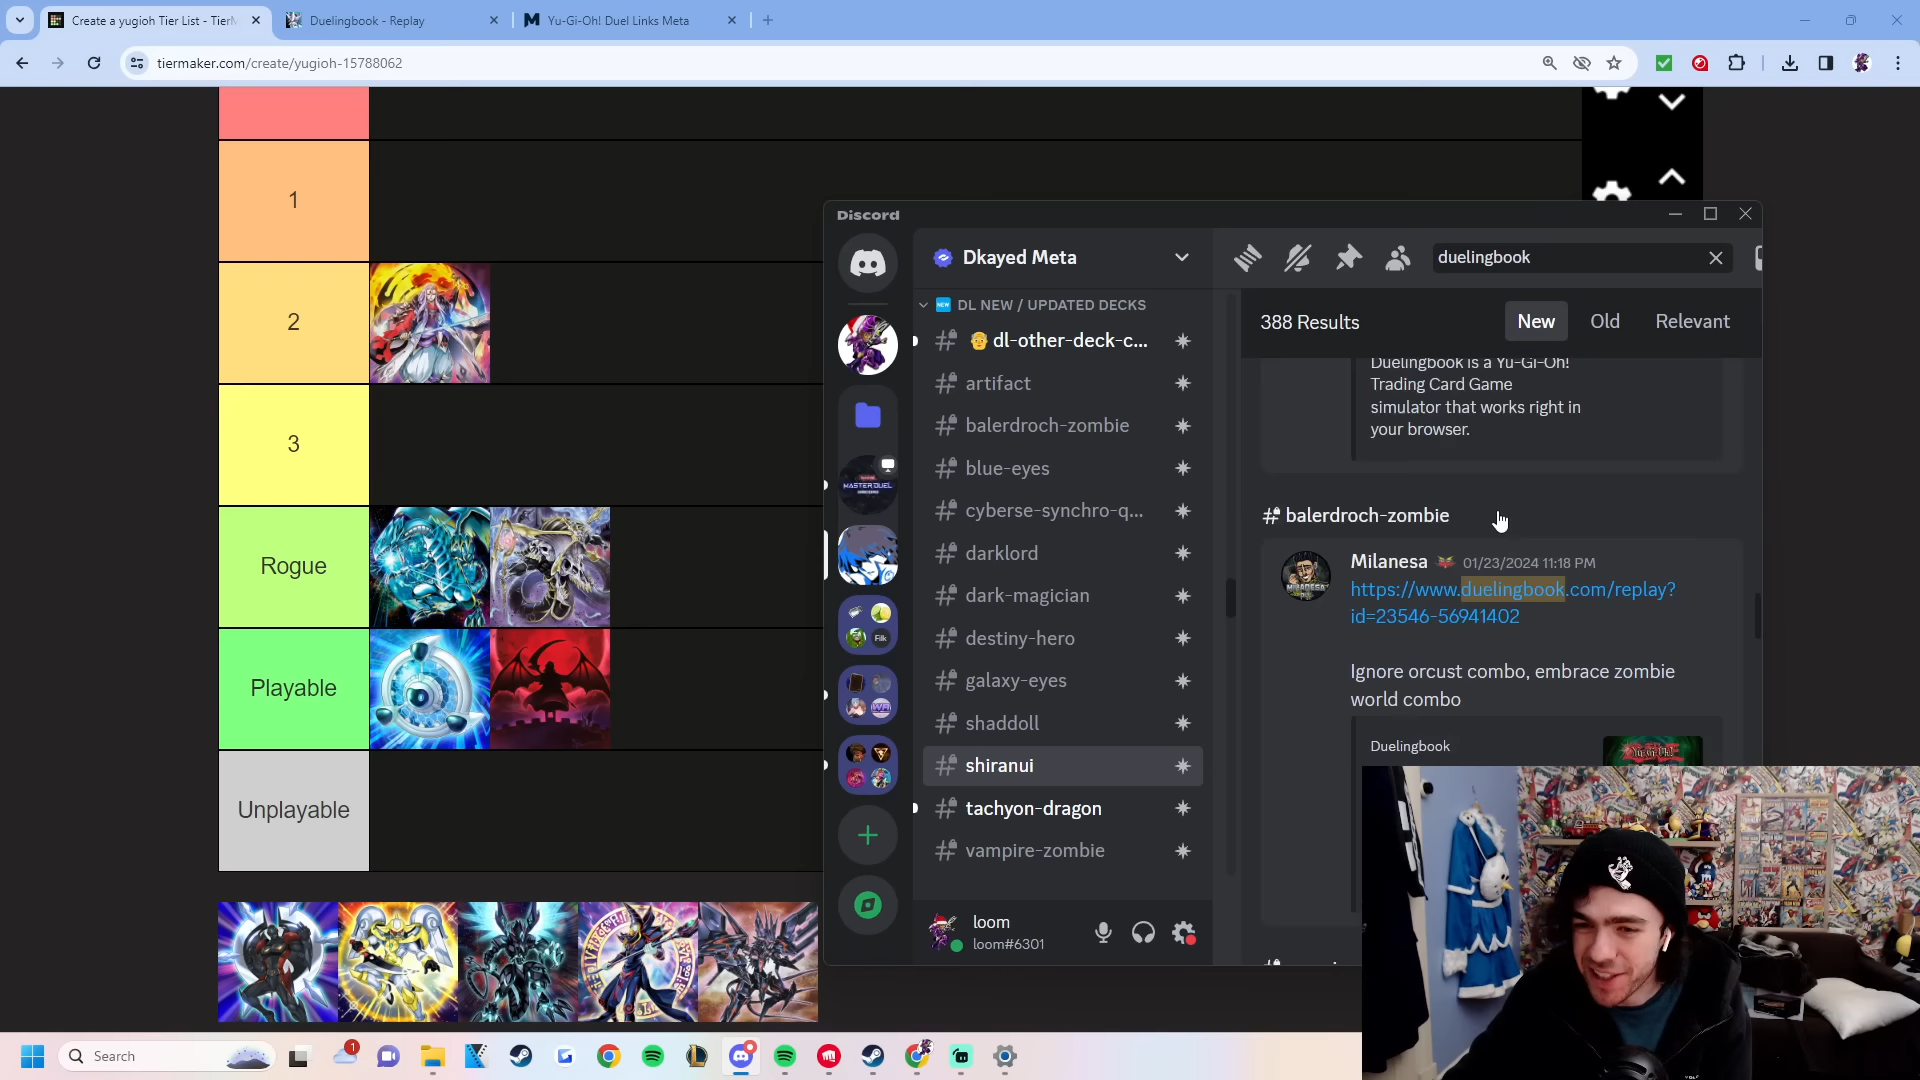 Create a yugioh Tier List - TierM
Duelingbook - Replay
Yu-Gi-Oh! Duel Links Meta
tiermaker.com/create/yugioh-15788062
1
2
3
Rogue
Playable
Unplayable
Discord
Dkayed Meta
DL NEW / UPDATED DECKS
dl-other-deck-c...
artifact
balerdroch-zombie
blue-eyes
cyberse-synchro-q...
darklord
dark-magician
destiny-hero
galaxy-eyes
shaddoll
shiranui
tachyon-dragon
vampire-zombie
MASTER DUEL
Filk
loom
loom#6301
duelingbook
388 Results
New
Old
Relevant
Duelingbook is a Yu-Gi-Oh!
Trading Card Game
simulator that works right in
your browser.
balerdroch-zombie
Milanesa
01/23/2024 11:18 PM
https://www.duelingbook.com/replay?
id=23546-56941402
Ignore orcust combo, embrace zombie
world combo
Duelingbook
Search
1